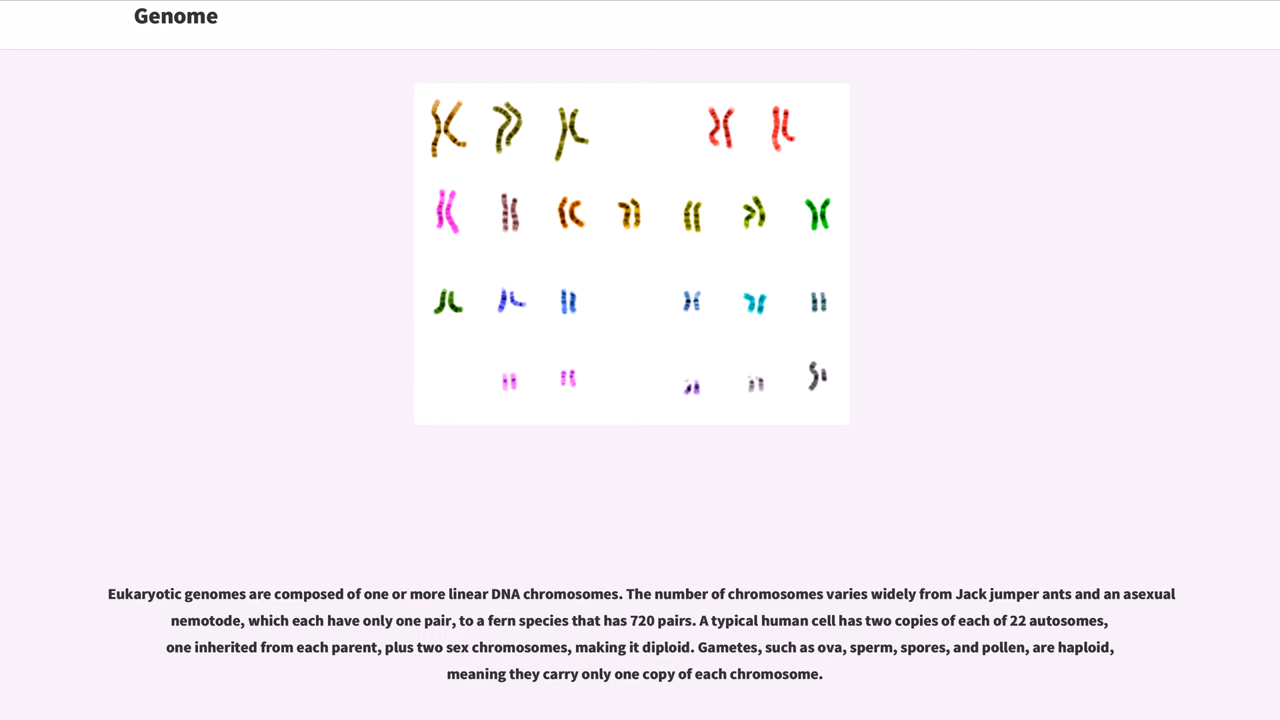 Genome
Eukaryotic genomes are composed of one or more linear DNA chromosomes. The number of chromosomes varies widely from Jack jumper ants and an asexual
nemotode, which each have only one pair, to a fern species that has 720 pairs. A typical human cell has two copies of each of 22 autosomes,
one inherited from each parent, plus two sex chromosomes, making it diploid. Gametes, such as ova, sperm, spores, and pollen, are haploid,
meaning they carry only one copy of each chromosome.